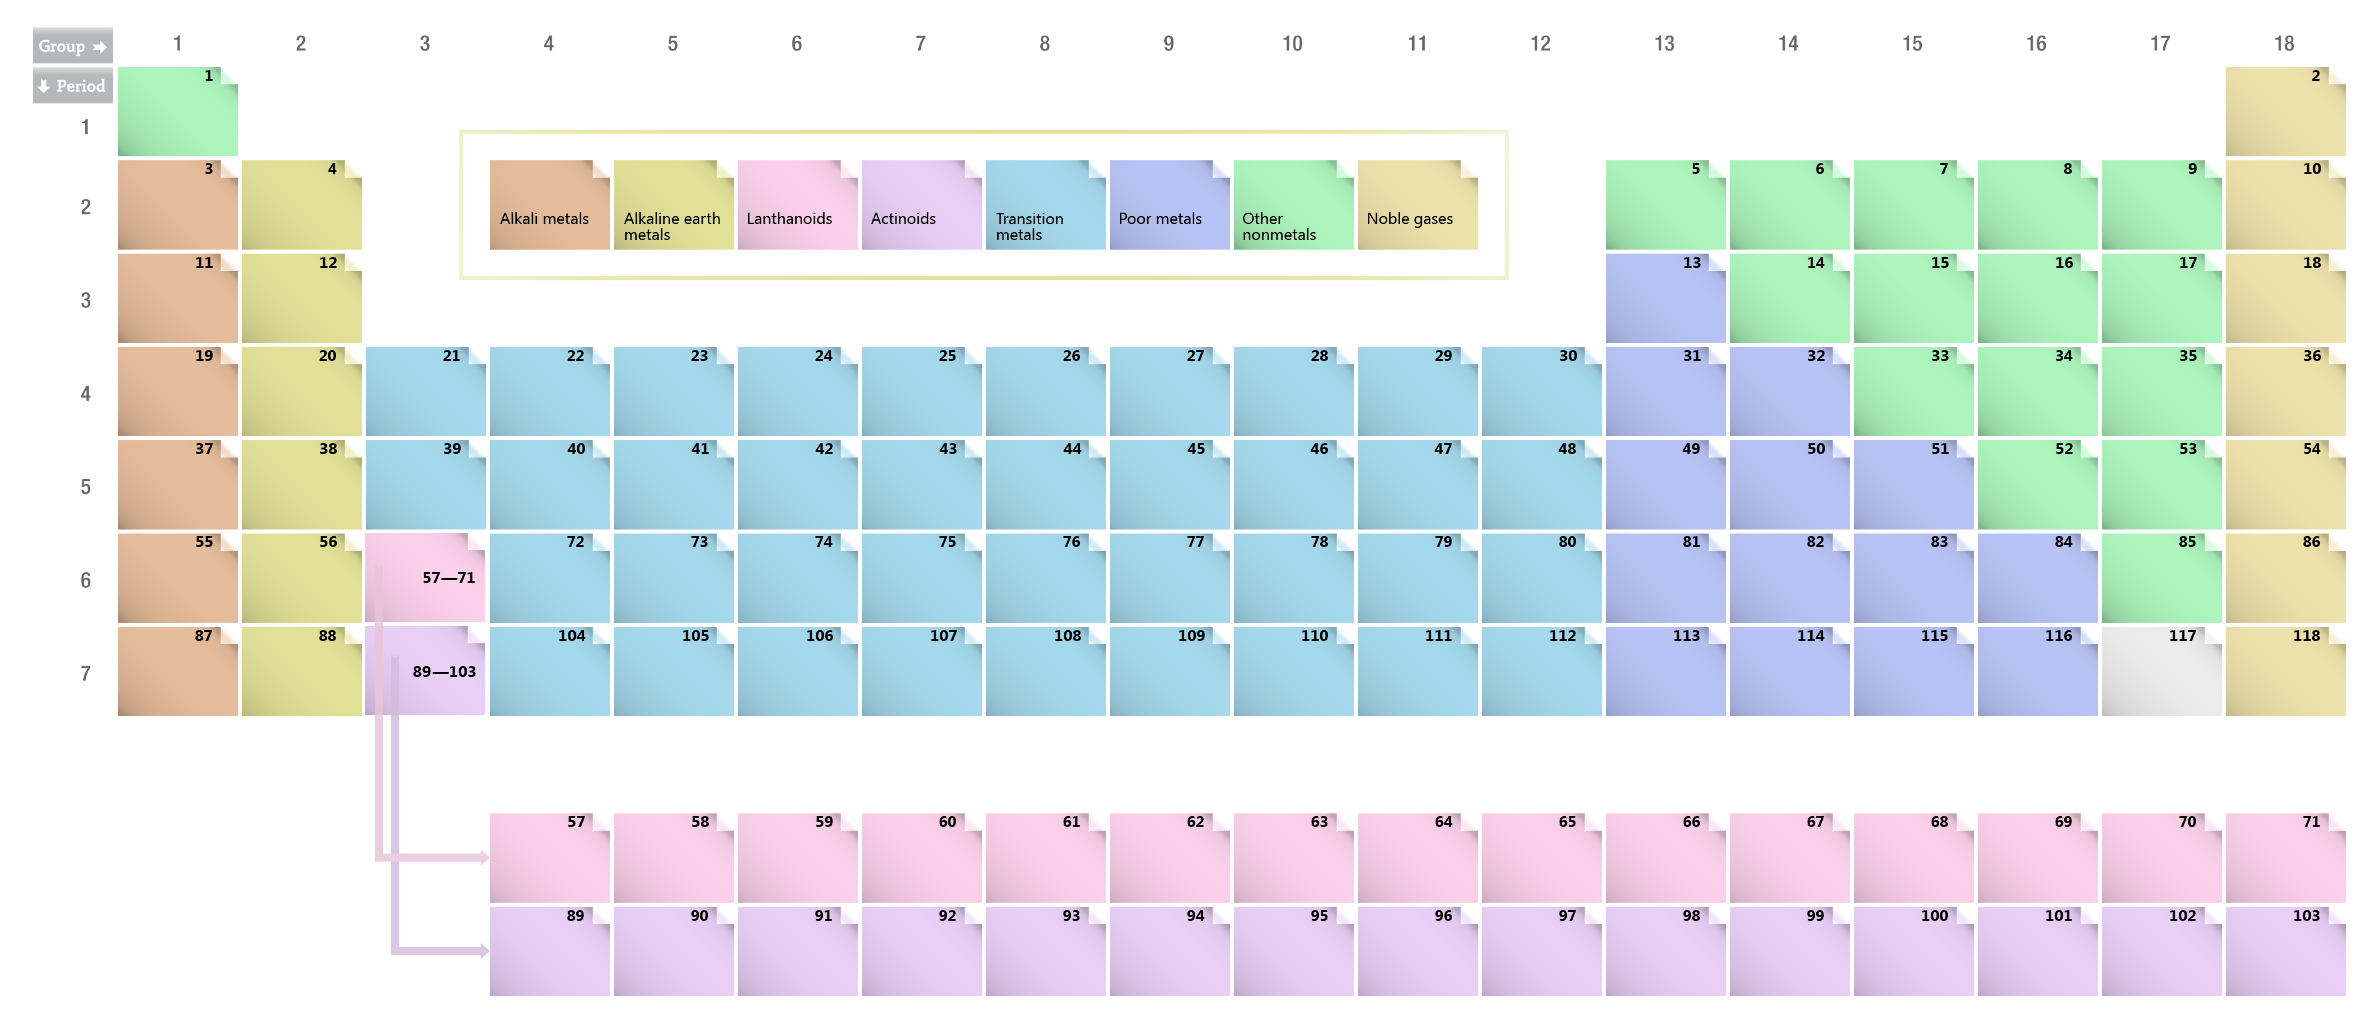 Group 1 2 3 4 5 6 7 8 9 10 11 12 13 14 15 16 17 18
Period
1 1 2
2 3 4 5 6 7 8 9 10
Alkali metals
Alkaline earth
metals
Lanthanoids
Actinoids
Transition
metals
Poor metals
Other
nonmetals
Noble gases
3 11 12 13 14 15 16 17 18
4 19 20 21 22 23 24 25 26 27 28 29 30 31 32 33 34 35 36
5 37 38 39 40 41 42 43 44 45 46 47 48 49 50 51 52 53 54
6 55 56 57—71 72 73 74 75 76 77 78 79 80 81 82 83 84 85 86
7 87 88 89—103 104 105 106 107 108 109 110 111 112 113 114 115 116 117 118
57 58 59 60 61 62 63 64 65 66 67 68 69 70 71
89 90 91 92 93 94 95 96 97 98 99 100 101 102 103